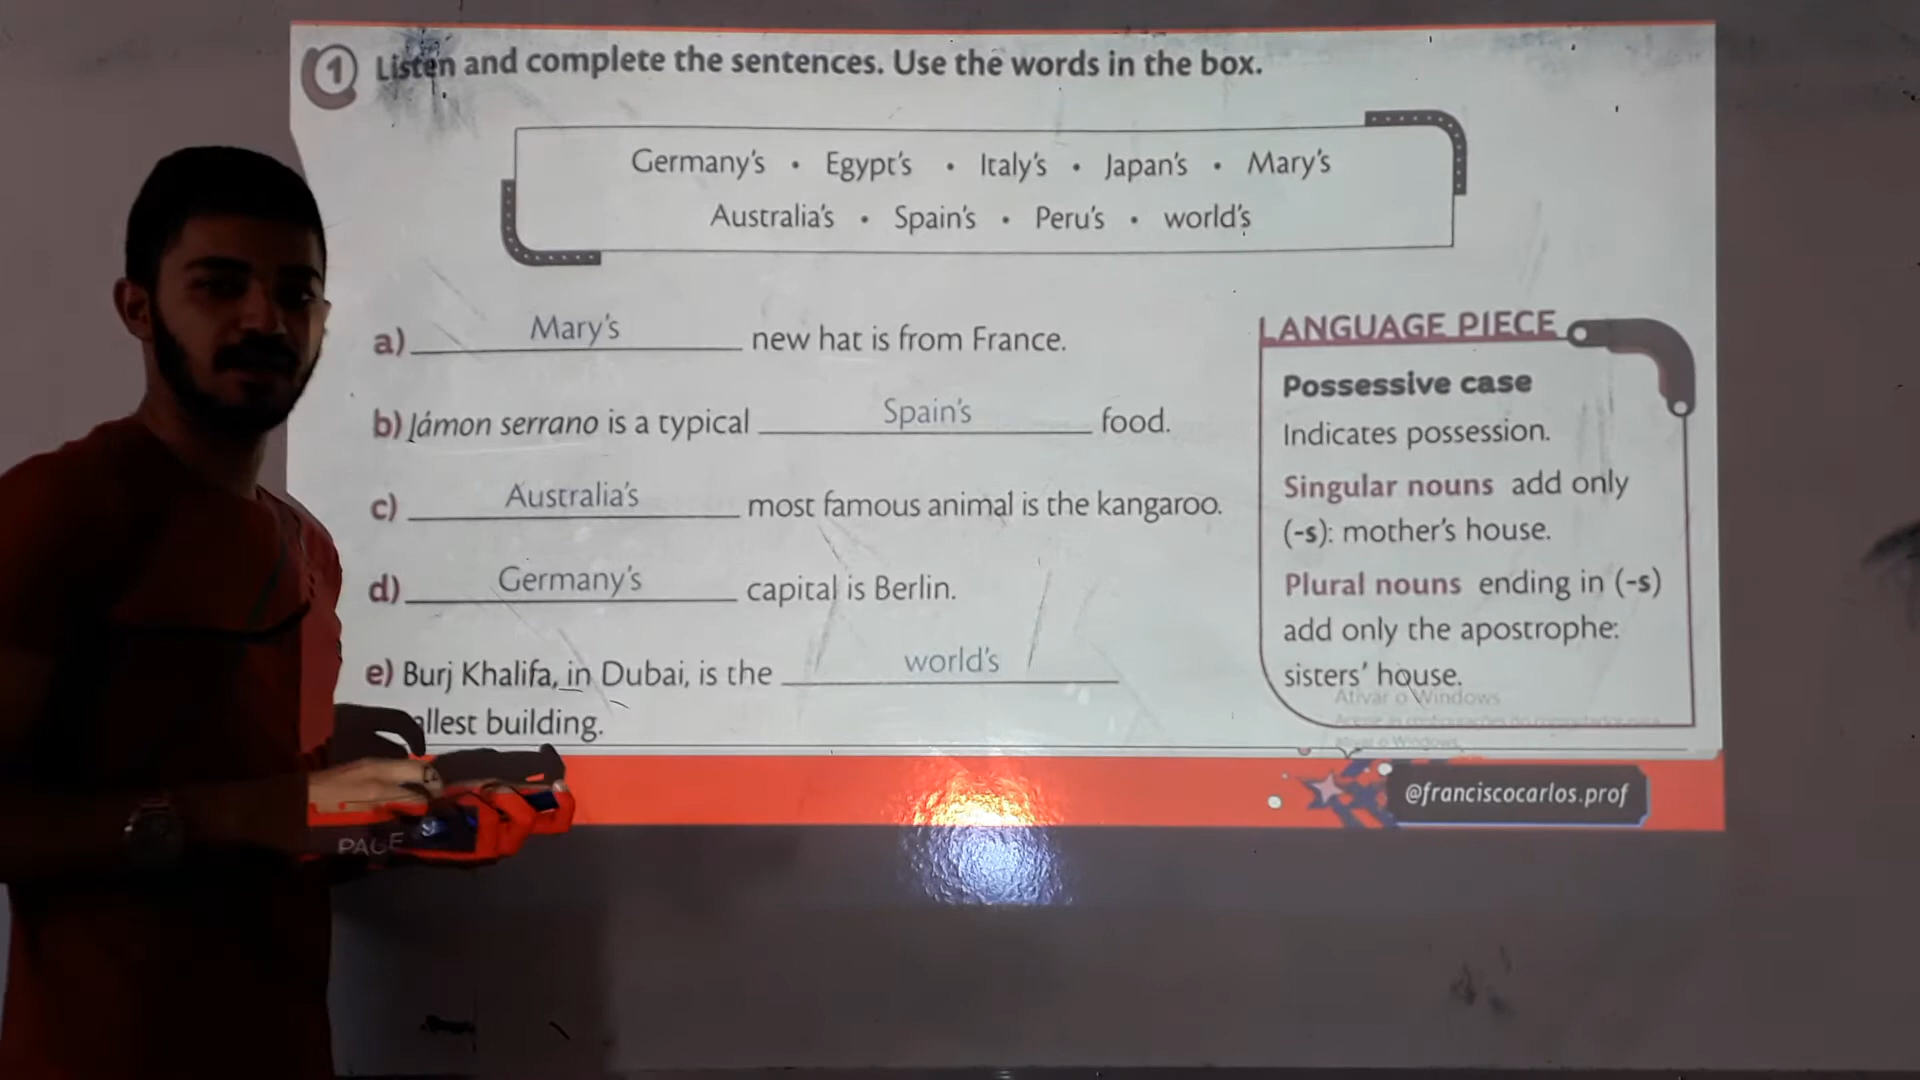 1 Listen and complete the sentences. Use the words in the box.
Germany's • Egypt's • Italy's • Japan's • Mary's
Australia's • Spain's • Peru's • world's
a) Mary's new hat is from France.
b) Jámon serrano is a typical Spain's food.
c) Australia's most famous animal is the kangaroo.
d) Germany's capital is Berlin.
e) Burj Khalifa, in Dubai, is the world's
allest building.
LANGUAGE PIECE
Possessive case
Indicates possession.
Singular nouns add only
(-s): mother's house.
Plural nouns ending in (-s)
add only the apostrophe:
sisters' house.
Ativar o Windows
@franciscocarlos.prof
PAGE